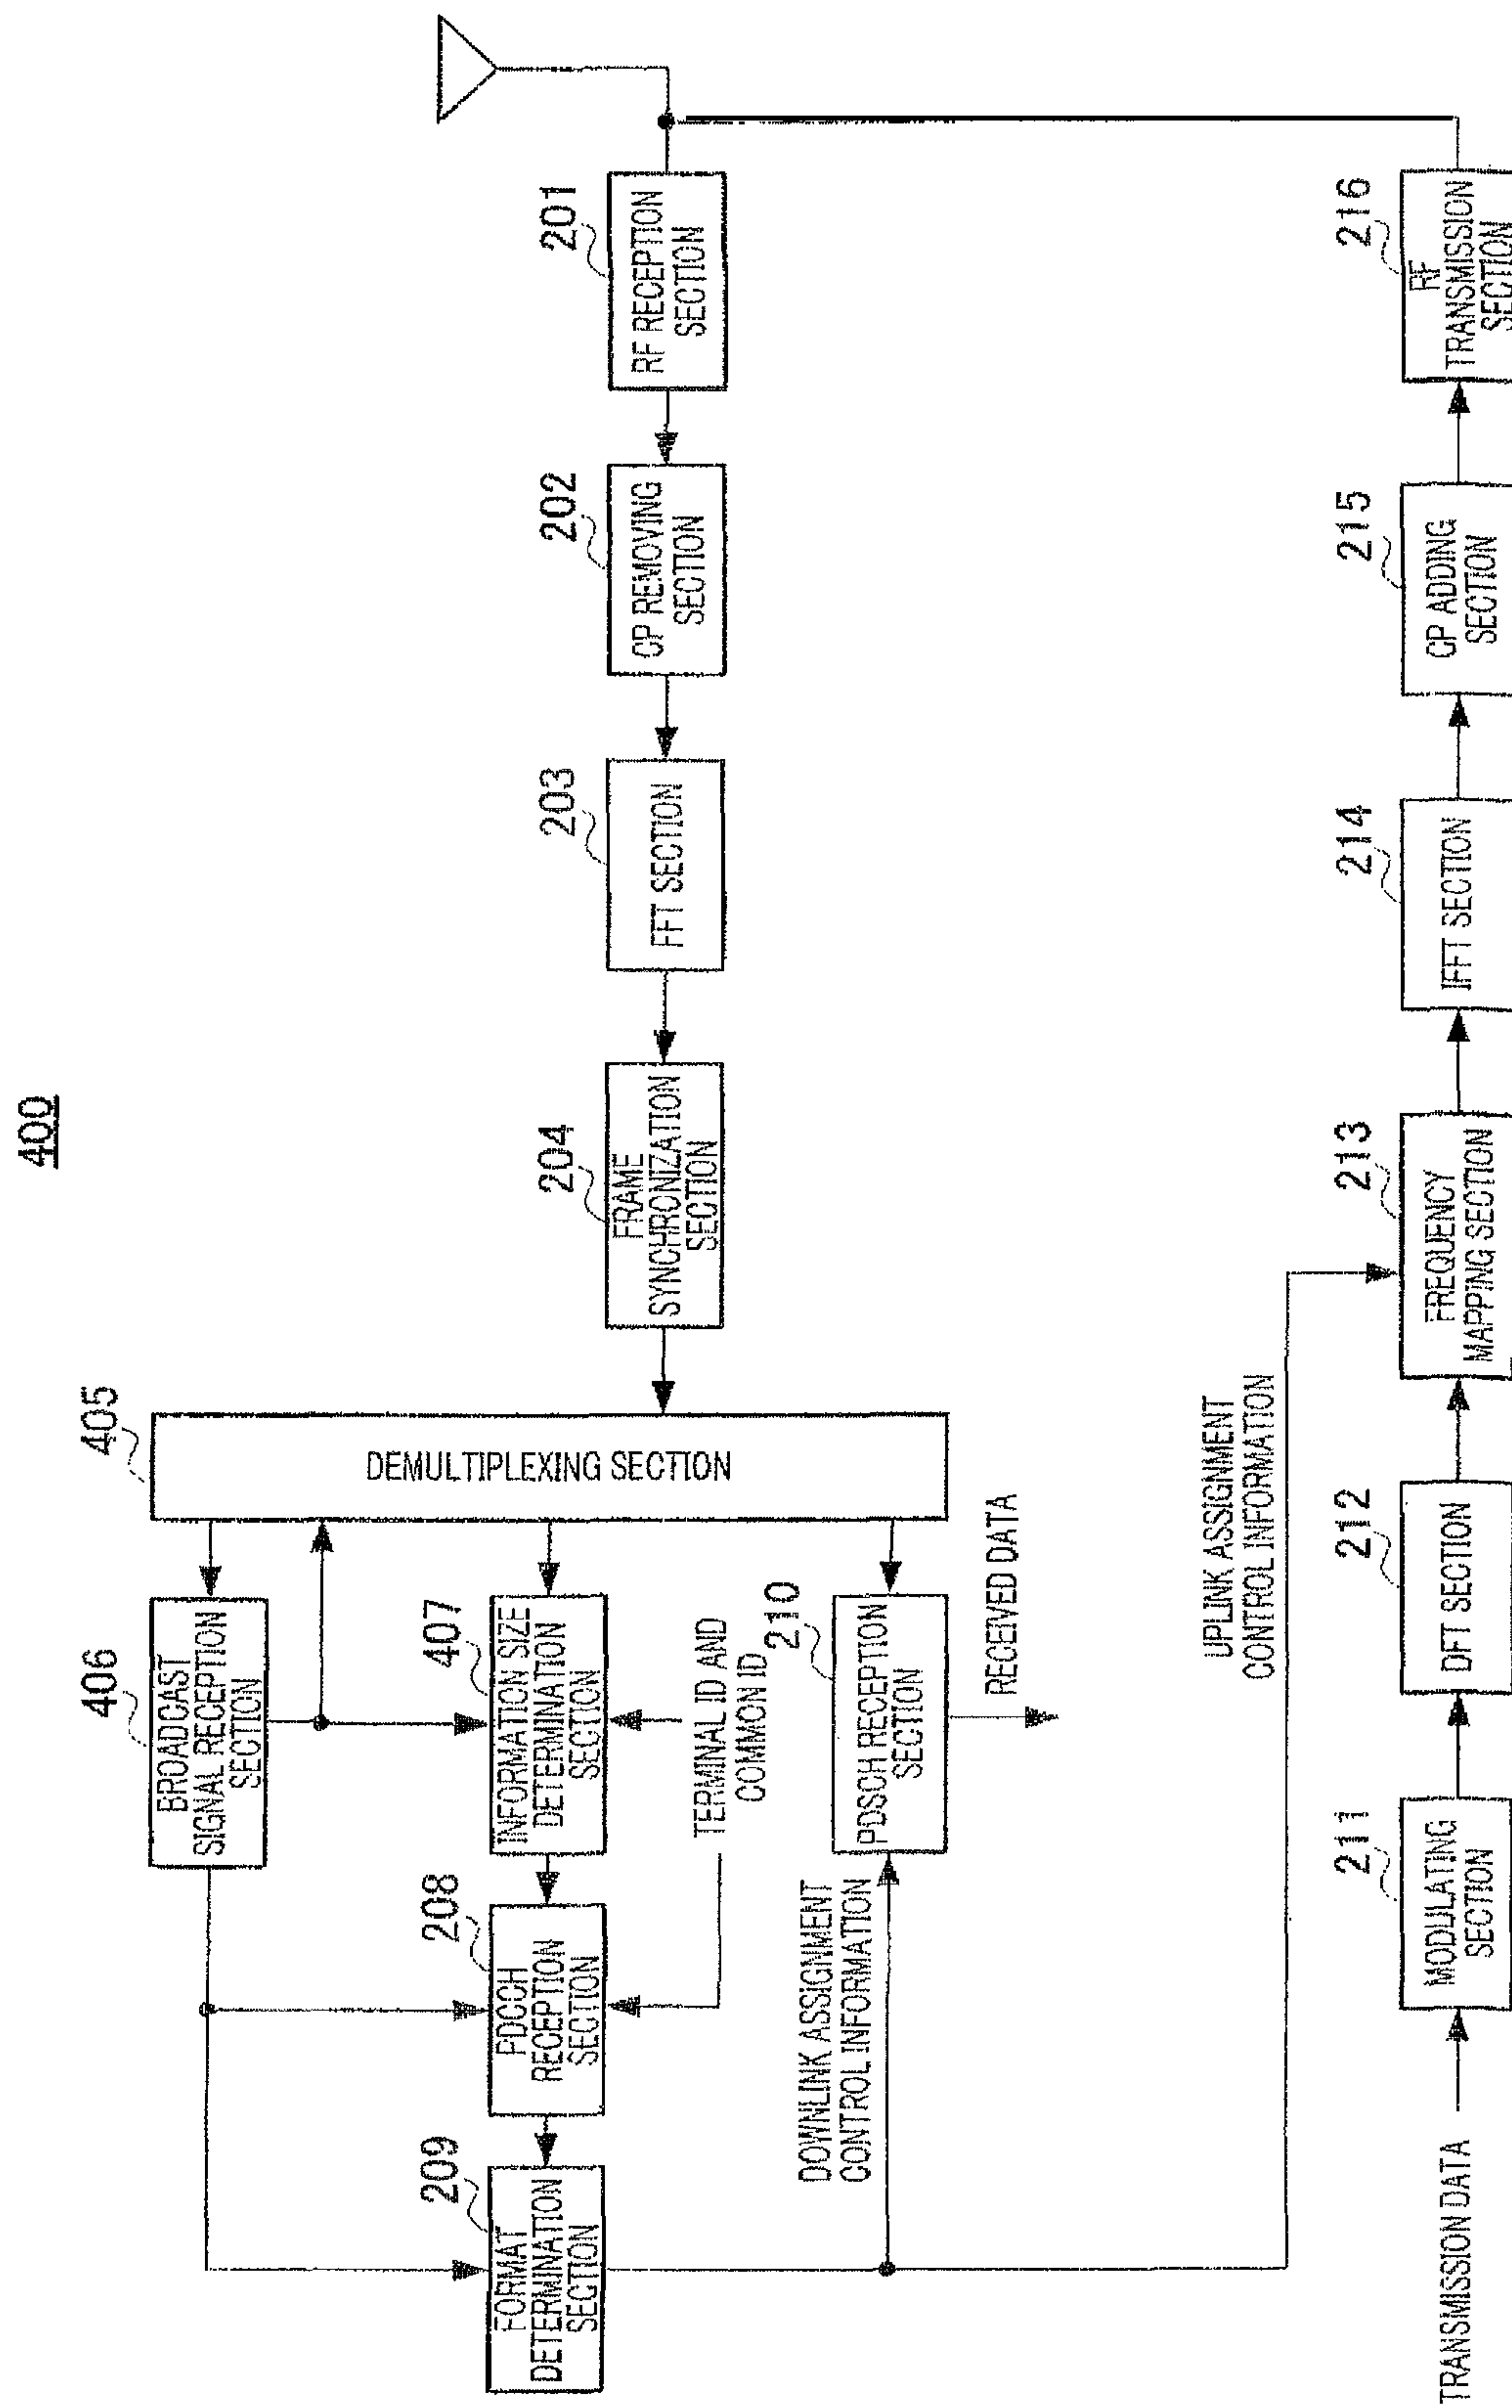 400
201
RF RECEPTION
SECTION
202
CP REMOVING
SECTION
203
FFT SECTION
204
FRAME
SYNCHRONIZATION
SECTION
405
DEMULTIPLEXING SECTION
406
BROADCAST
SIGNAL RECEPTION
SECTION
407
INFORMATION SIZE
DETERMINATION
SECTION
TERMINAL ID AND
COMMON ID
208
PDCCH
RECEPTION
SECTION
209
FORMAT
DETERMINATION
SECTION
210
PDSCH RECEPTION
SECTION
RECEIVED DATA
DOWNLINK ASSIGNMENT
CONTROL INFORMATION
UPLINK ASSIGNMENT
CONTROL INFORMATION
TRANSMISSION DATA
211
MODULATING
SECTION
212
DFT SECTION
213
FREQUENCY
MAPPING SECTION
214
IFFT SECTION
215
CP ADDING
SECTION
216
RF
TRANSMISSION
SECTION